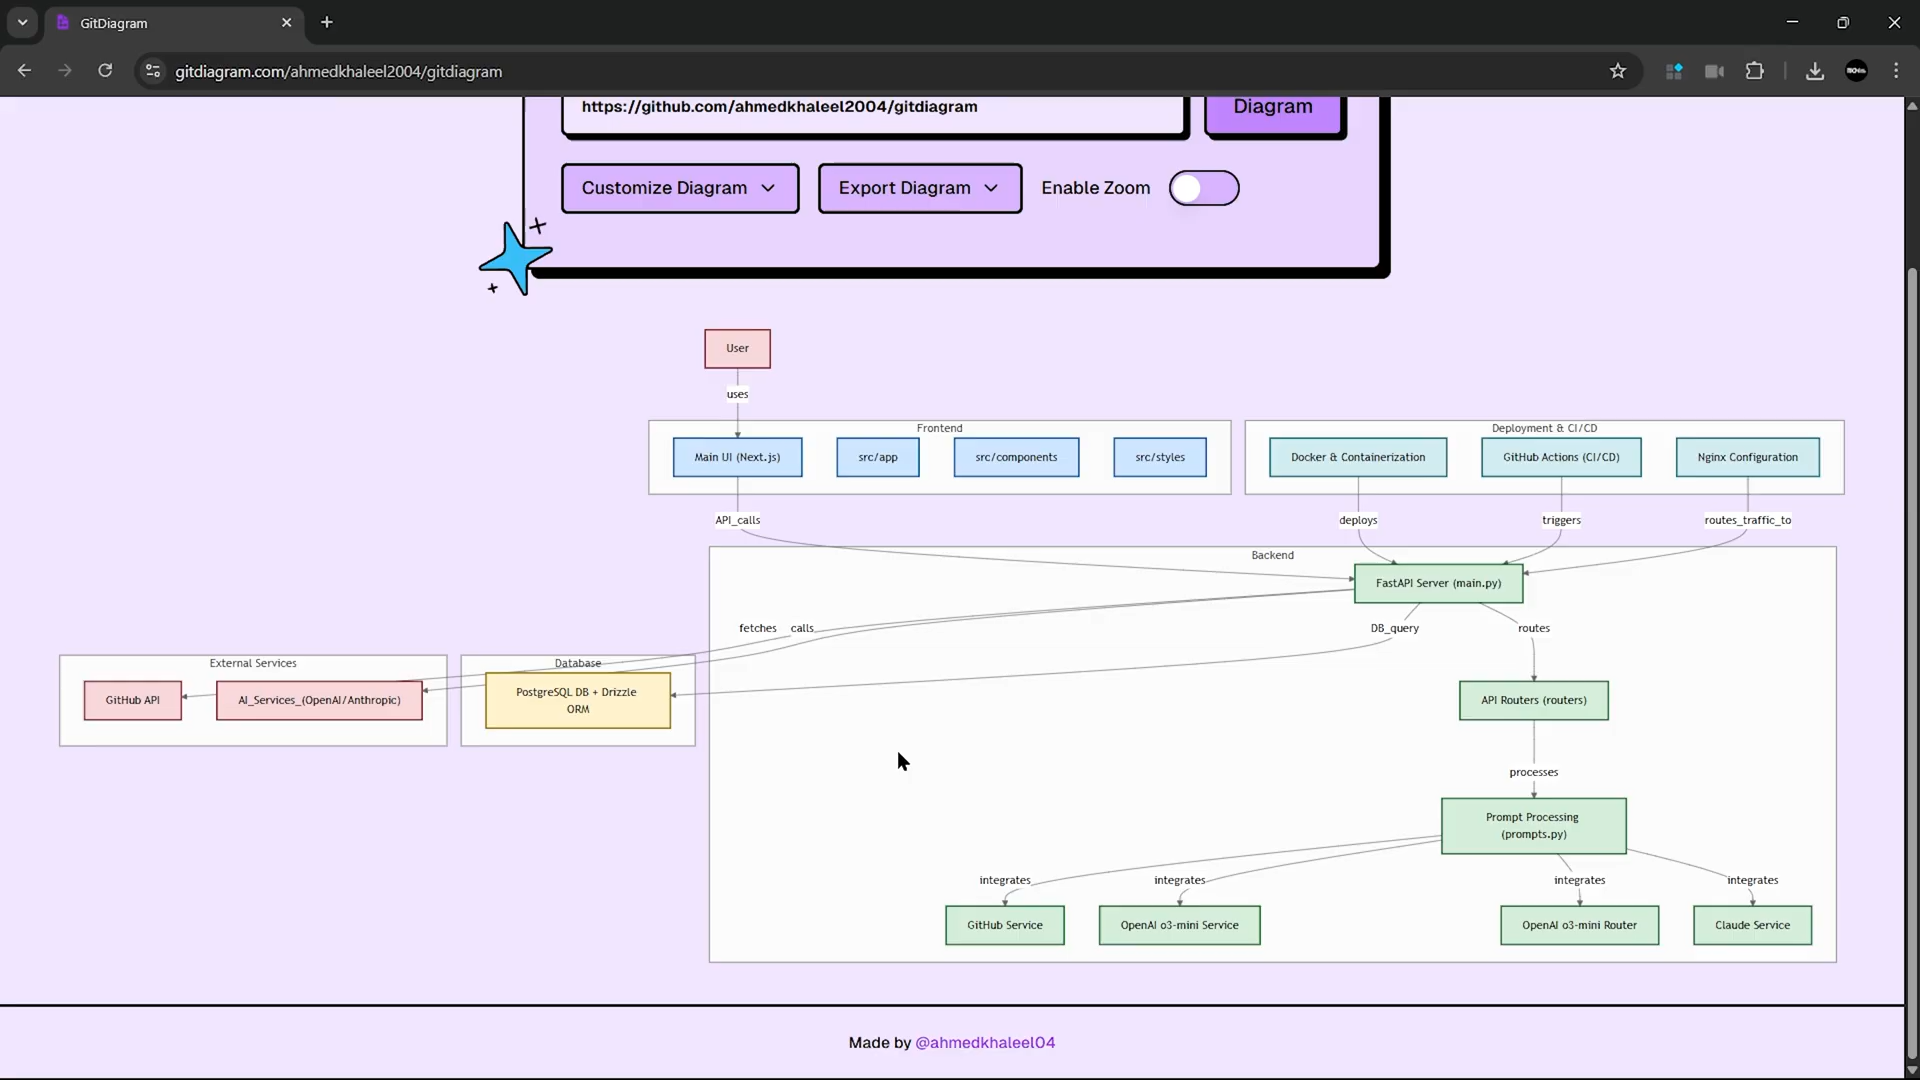 GitDiagram
gitdiagram.com/ahmedkhaleel2004/gitdiagram
https://github.com/ahmedkhaleel2004/gitdiagram
Diagram
Customize Diagram
Export Diagram
Enable Zoom
User
uses
Frontend
Main UI (Next.js)
src/app
src/components
src/styles
Deployment & CI/CD
Docker & Containerization
GitHub Actions (CI/CD)
Nginx Configuration
API_calls
deploys
triggers
routes_traffic_to
Backend
FastAPI Server (main.py)
fetches
calls
DB_query
routes
External Services
GitHub API
AI_Services_(OpenAI/Anthropic)
Database
PostgreSQL DB + Drizzle
ORM
API Routers (routers)
processes
Prompt Processing
(prompts.py)
integrates
integrates
integrates
integrates
GitHub Service
OpenAI o3-mini Service
OpenAI o3-mini Router
Claude Service
Made by @ahmedkhaleel04